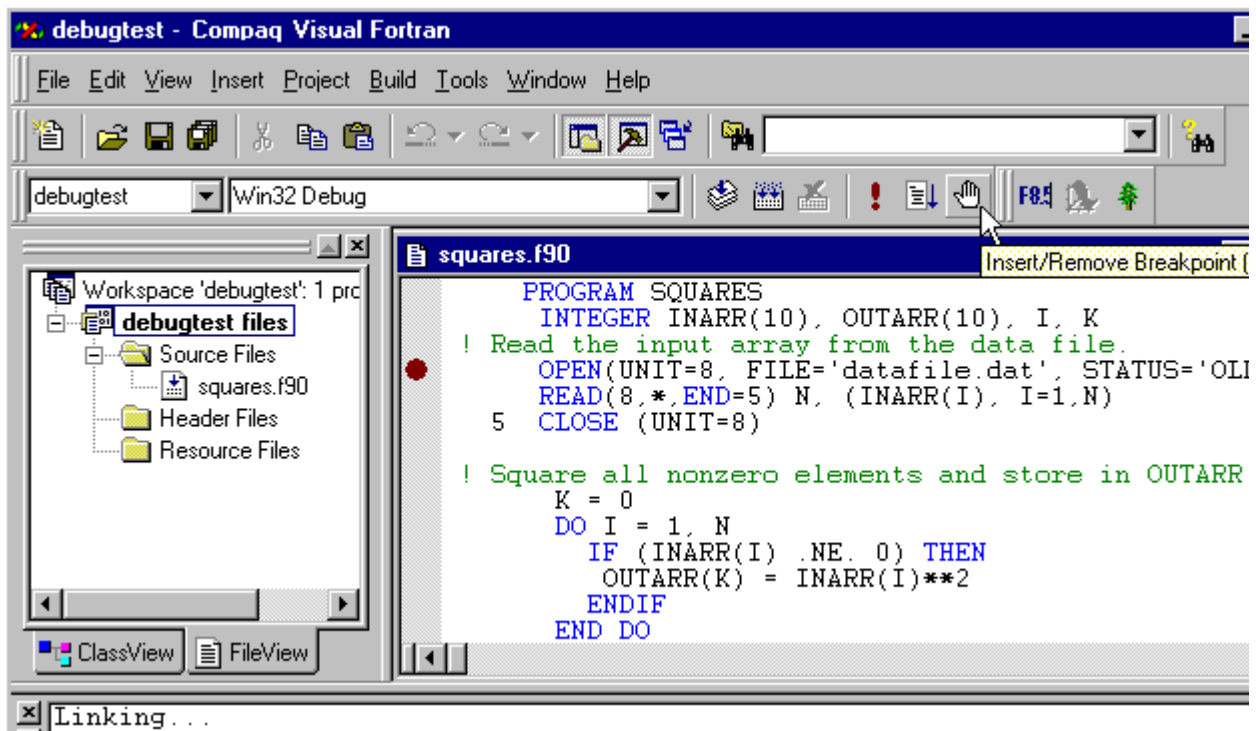 debugtest - Compaq Visual Fortran
File Edit View Insert Project Build Tools Window Help
debugtest Win32 Debug F8.5
Workspace 'debugtest': 1 pro
debugtest files
Source Files
squares.f90
Header Files
Resource Files
ClassView FileView
squares.f90
Insert/Remove Breakpoint (
PROGRAM SQUARES
INTEGER INARR(10), OUTARR(10), I, K
! Read the input array from the data file.
OPEN(UNIT=8, FILE='datafile.dat', STATUS='OLD
READ(8,*,END=5) N, (INARR(I), I=1,N)
5 CLOSE (UNIT=8)
! Square all nonzero elements and store in OUTARR
K = 0
DO I = 1, N
IF (INARR(I) .NE. 0) THEN
OUTARR(K) = INARR(I)**2
ENDIF
END DO
Linking...